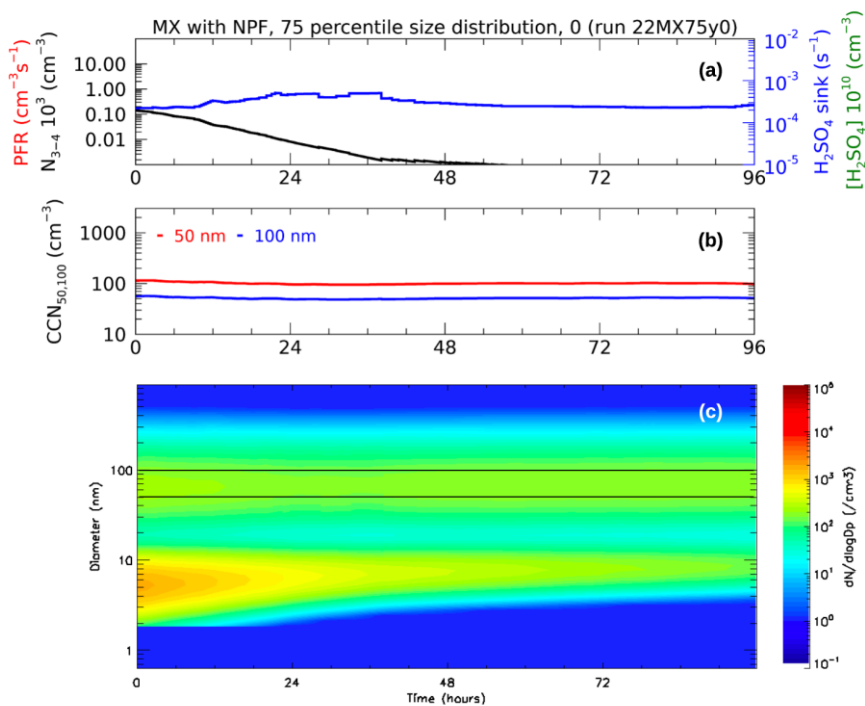 MX with NPF, 75 percentile size distribution, 0 (run 22MX75y0)
PFR (cm⁻³s⁻¹)
N₃₋₄ 10³ (cm⁻³)
10.00
1.00
0.10
0.01
(a)
10⁻²
10⁻³
10⁻⁴
10⁻⁵
H₂SO₄ sink (s⁻¹)
[H₂SO₄] 10¹⁰ (cm⁻³)
0 24 48 72 96
CCN₅₀,₁₀₀ (cm⁻³)
1000
100
10
- 50 nm - 100 nm
(b)
0 24 48 72 96
Diameter (nm)
100
10
1
(c)
0 24 48 72
Time (hours)
10⁵
10⁴
10³
10²
10¹
10⁰
10⁻¹
dN/dlogDp (/cm3)